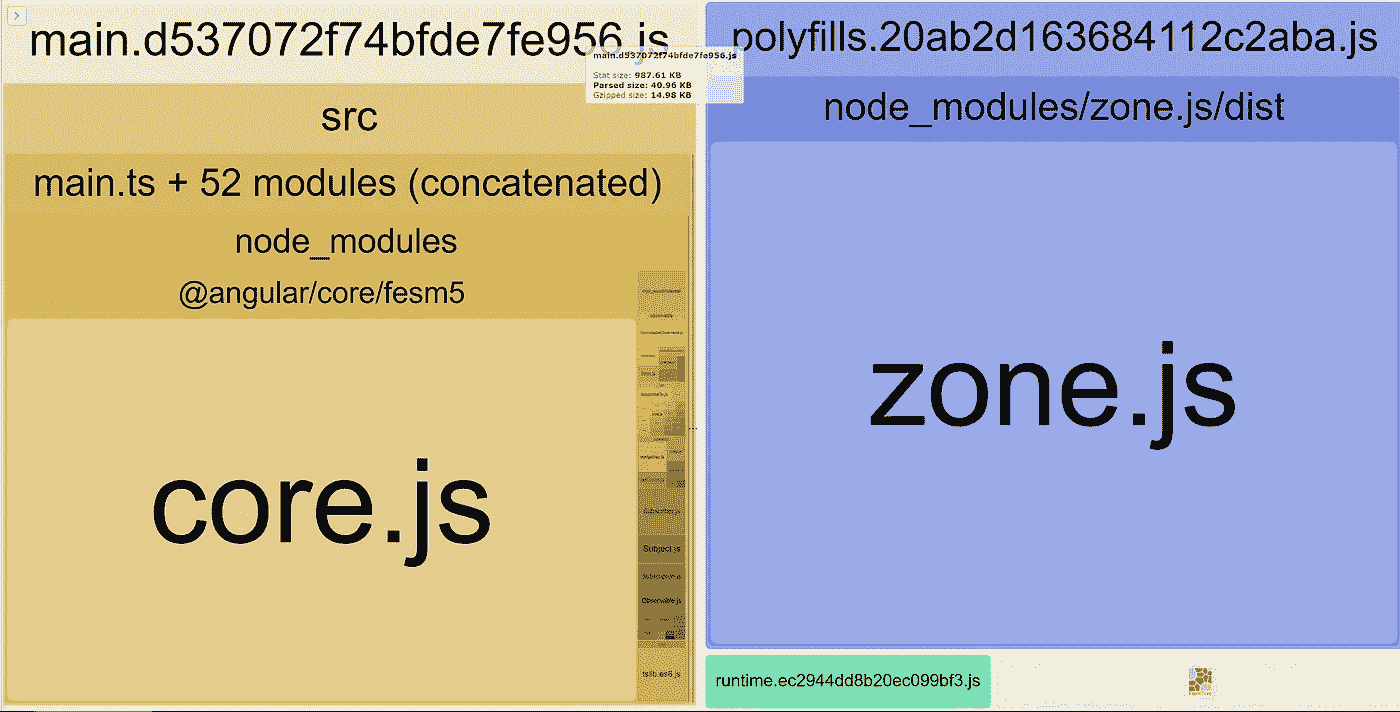 main.d537072f74bfde7fe956.js
main.d537072f74bfde7fe956.js
Stat size: 987.61 KB
Parsed size: 40.96 KB
Gzipped size: 14.98 KB
src
main.ts + 52 modules (concatenated)
node_modules
@angular/core/fesm5
core.js
Subscriber.js
Subject.js
Subscription.js
Observable.js
tslib.es6.js
polyfills.20ab2d163684112c2aba.js
node_modules/zone.js/dist
zone.js
runtime.ec2944dd8b20ec099bf3.js